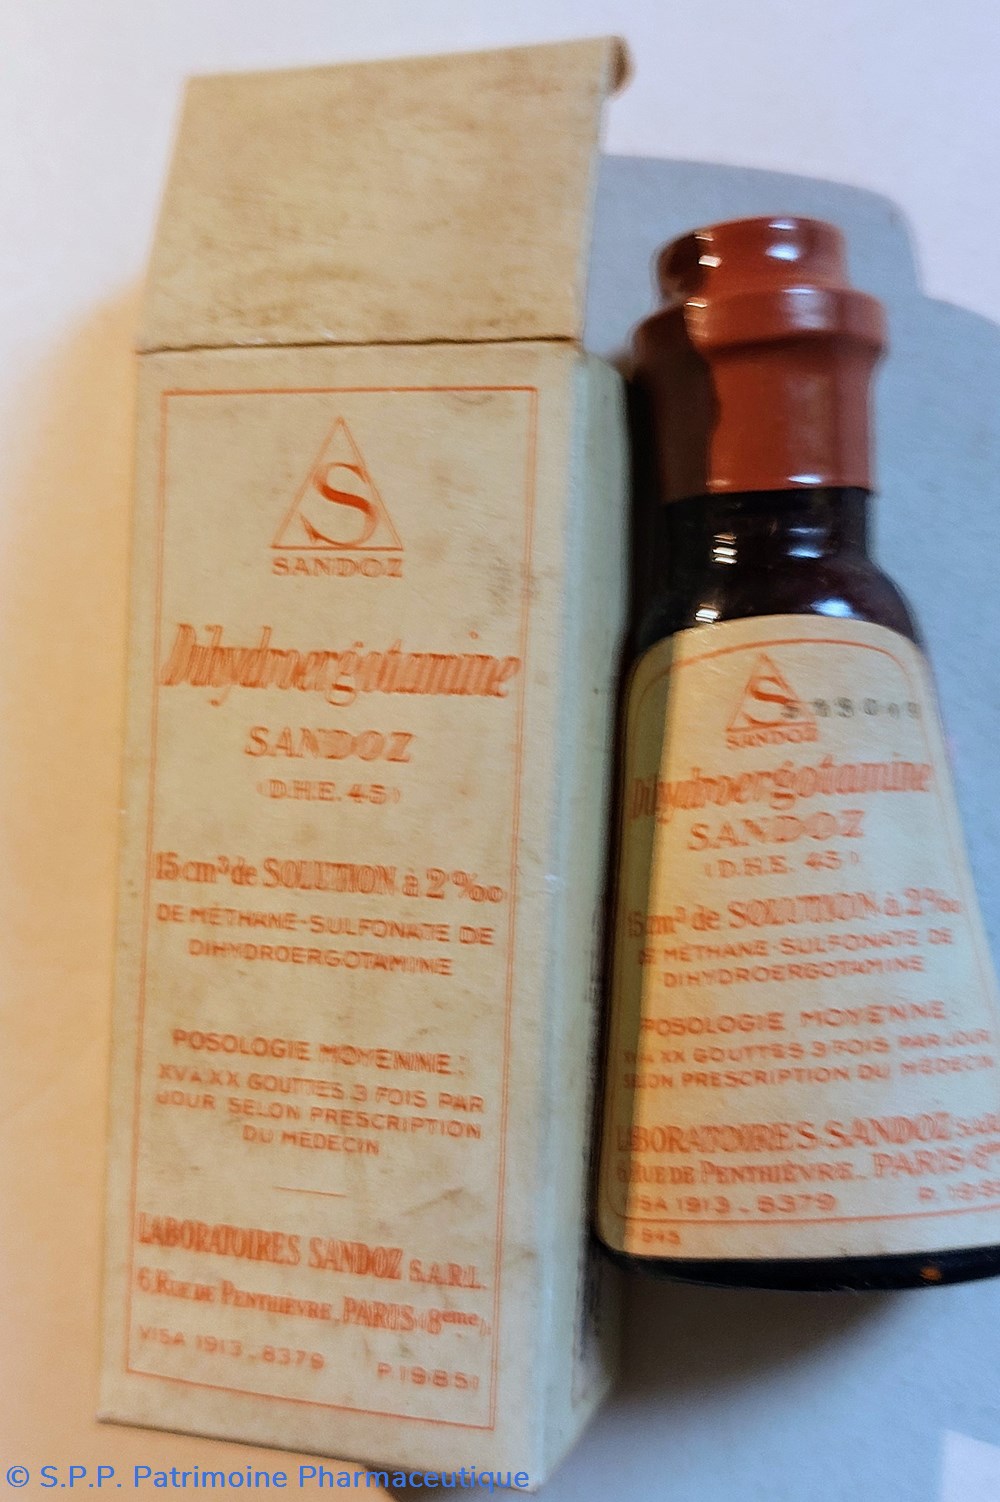 S
SANDOZ
Dihydroergotamine
SANDOZ
(D.H.E. 45)
15 cm³ de SOLUTION à 2‰
DE MÉTHANE-SULFONATE DE
DIHYDROERGOTAMINE
POSOLOGIE MOYENNE:
XV À XX GOUTTES 3 FOIS PAR
JOUR SELON PRESCRIPTION
DU MÉDECIN
LABORATOIRES SANDOZ S.A.R.L.
6, RUE DE PENTHIÈVRE, PARIS (8ème)
VISA 1913-8379 P.19851
S
SANDOZ
Dihydroergotamine
SANDOZ
(D.H.E. 45)
15 cm³ de SOLUTION à 2‰
DE MÉTHANE-SULFONATE DE
DIHYDROERGOTAMINE
POSOLOGIE MOYENNE:
XV À XX GOUTTES 3 FOIS PAR JOUR
SELON PRESCRIPTION DU MÉDECIN
LABORATOIRES SANDOZ S.A.R
6, RUE DE PENTHIÈVRE_ PARIS
VISA 1913-8379
© S.P.P. Patrimoine Pharmaceutique